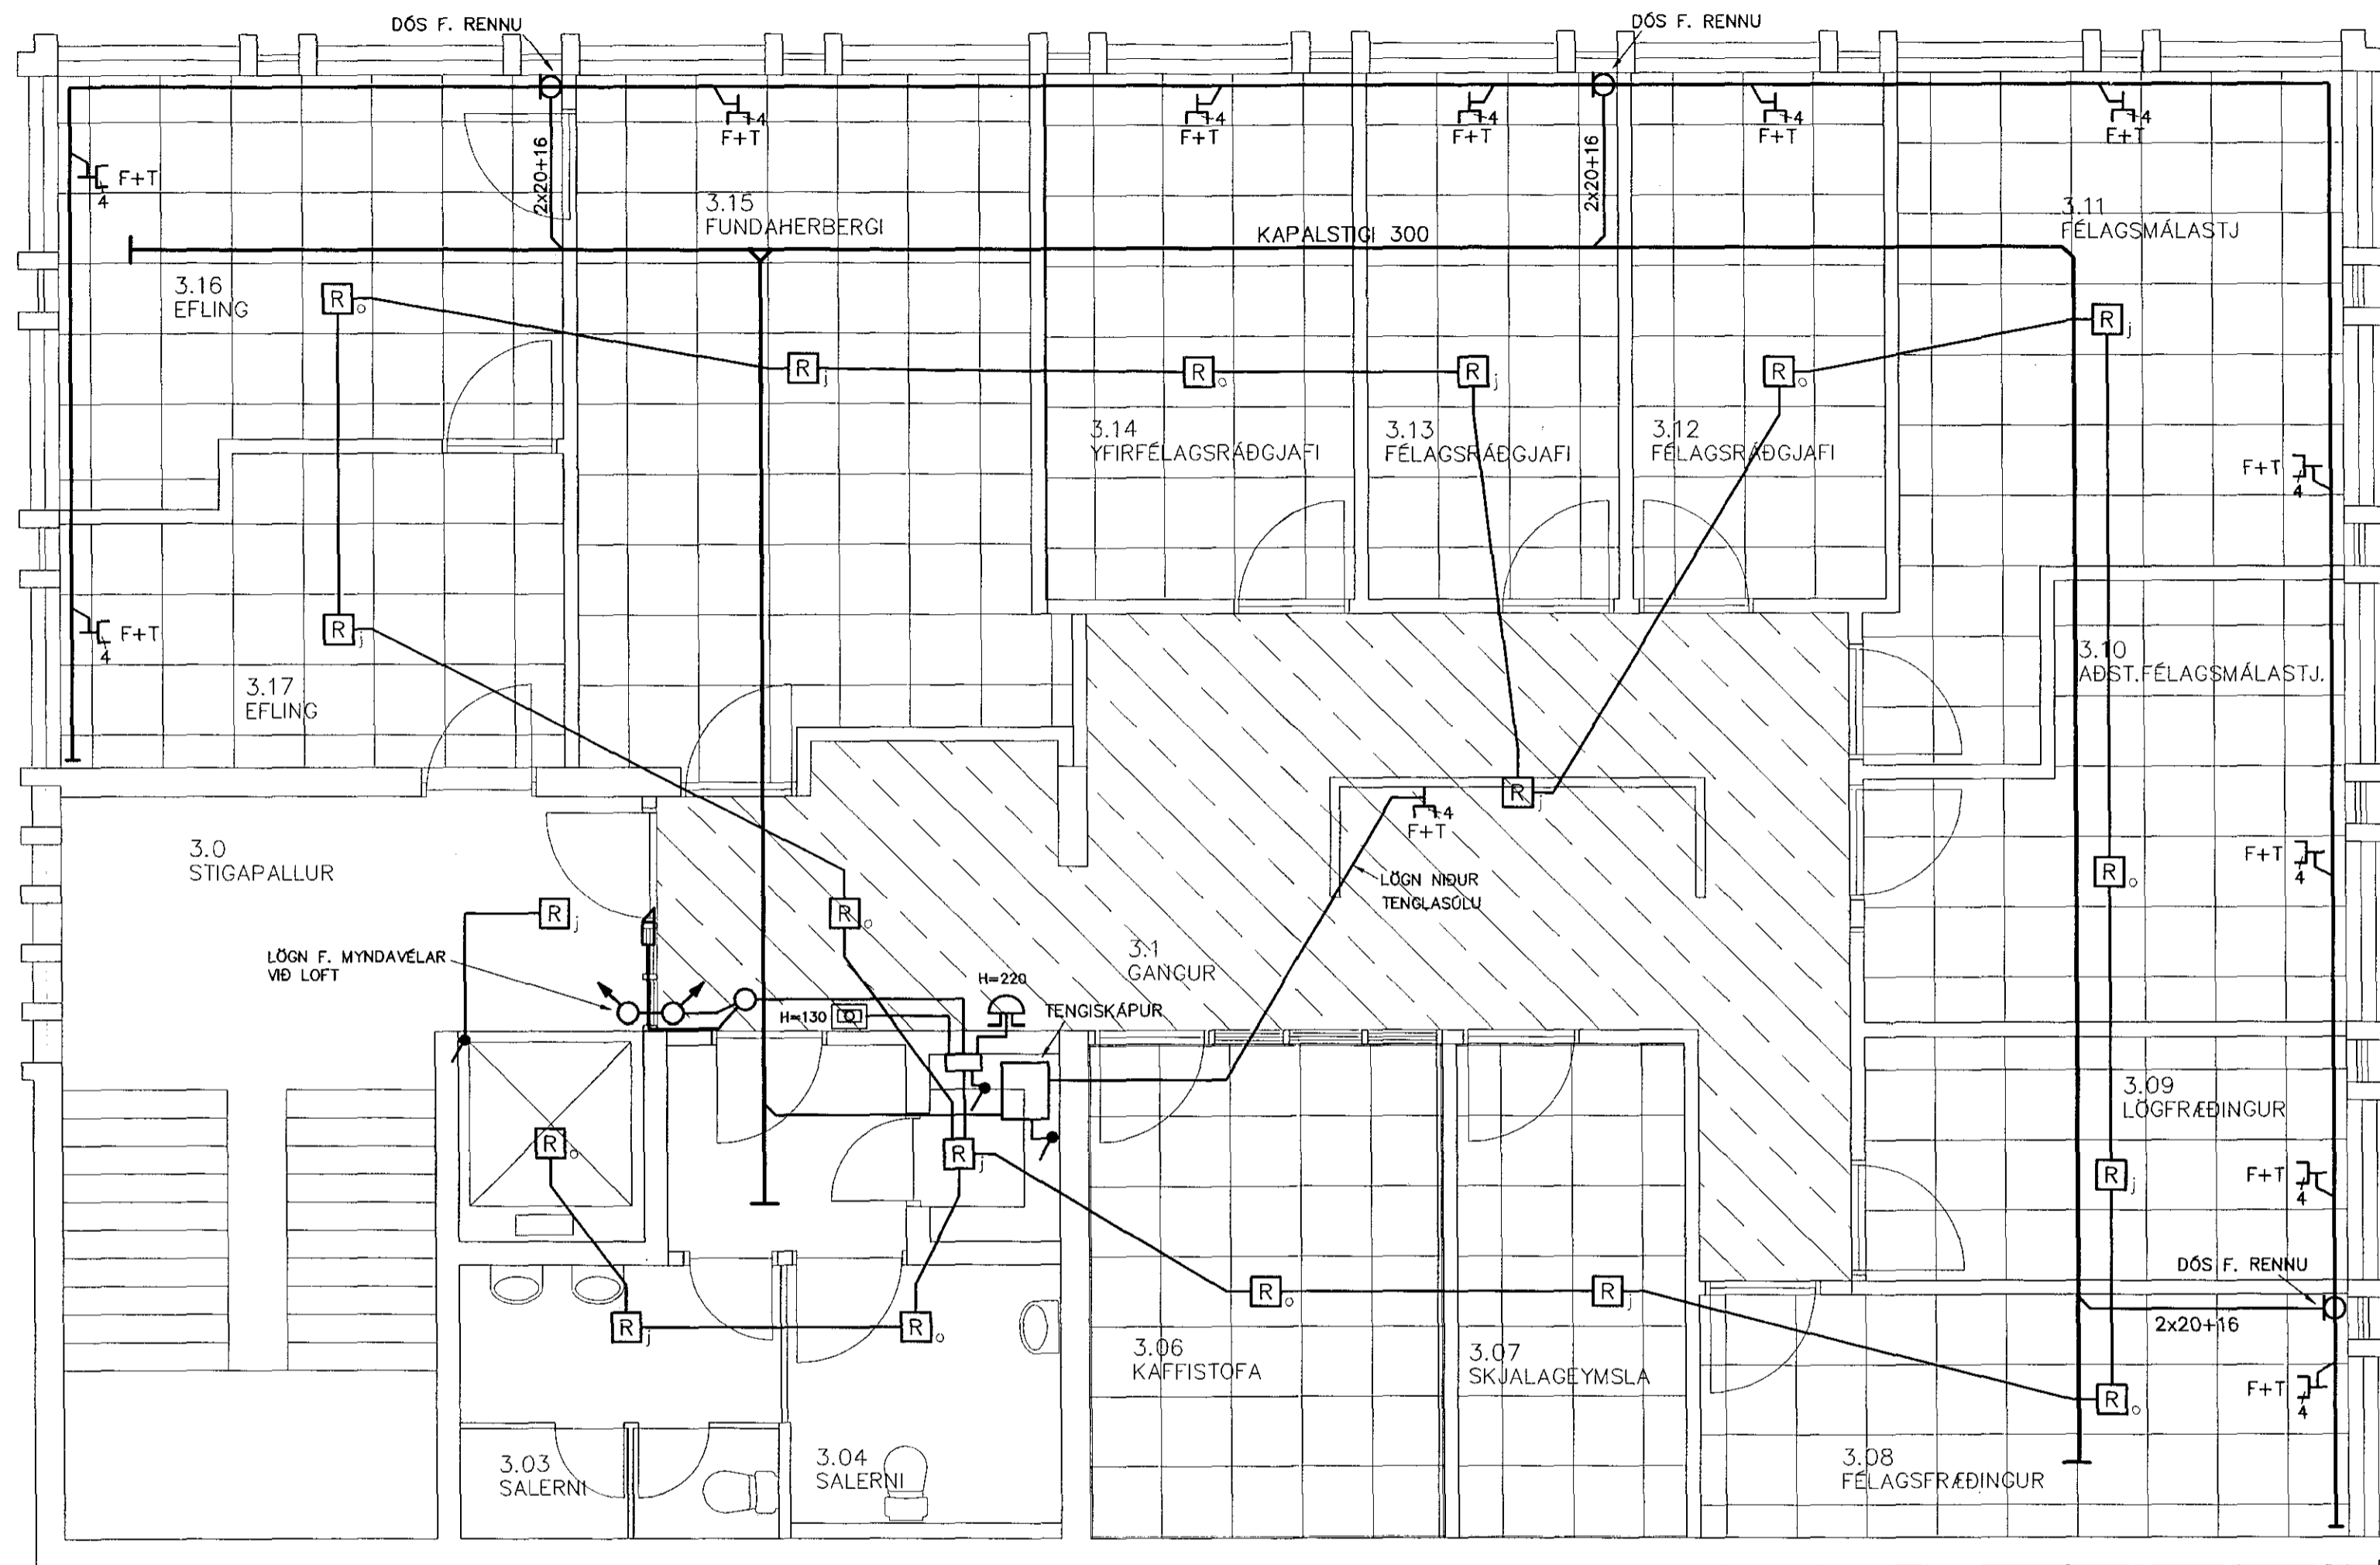 DÓS F. RENNU
DÓS F. RENNU
4
F+T
4
F+T
4
F+T
4
F+T
4
F+T
2x20+16
2x20+16
F+T
4
3.15
FUNDAHERBERGI
3.11
FÉLAGSMÁLASTJ
KAPALSTIGI 300
3.16
EFLING
R o
R j
R j
R o
R j
R o
3.14
YFIRFÉLAGSRÁÐGJAFI
3.13
FÉLAGSRÁÐGJAFI
3.12
FÉLAGSRÁÐGJAFI
F+T
4
F+T
4
R j
3.17
EFLING
3.10
AÐST.FÉLAGSMÁLASTJ.
R j
4
F+T
3.0
STIGAPALLUR
F+T
4
LÖGN NIÐUR
TENGLASÚLU
R o
R j
R o
LÖGN F. MYNDAVÉLAR
VIÐ LOFT
3.1
GANGUR
H=220
H=130
TENGISKÁPUR
3.09
LÖGFRÆÐINGUR
R o
R j
R j
F+T
4
DÓS F. RENNU
R o
R j
2x20+16
R j
R o
3.06
KAFFISTOFA
3.07
SKJALAGEYMSLA
R o
F+T
4
3.03
SALERNI
3.04
SALERNI
3.08
FÉLAGSFRÆÐINGUR